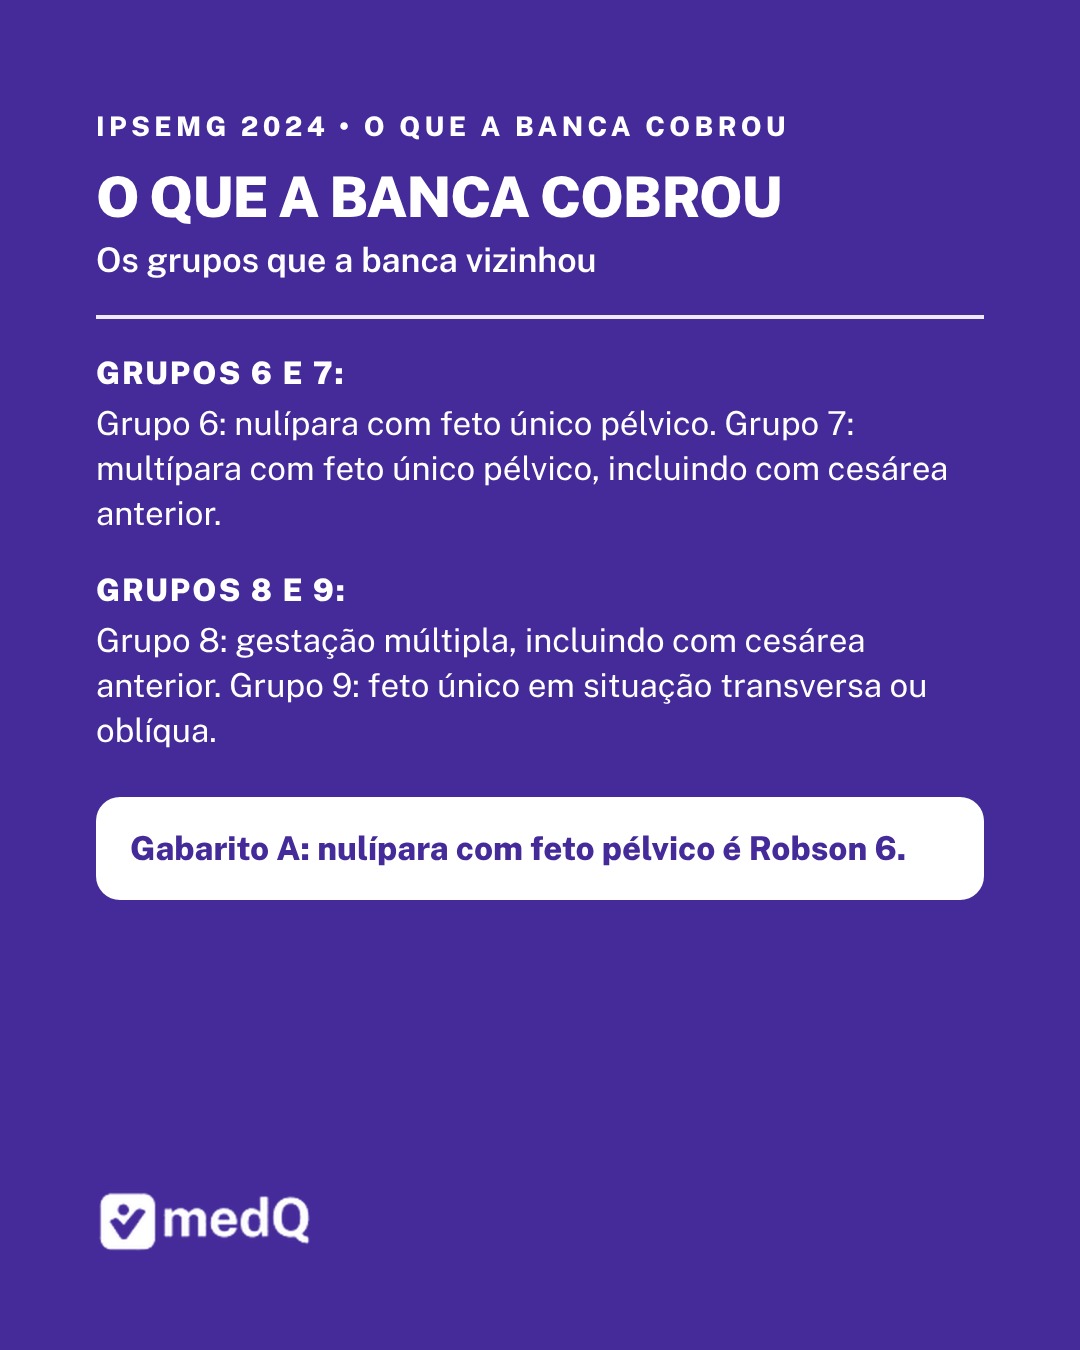 IPSEMG 2024 • O QUE A BANCA COBROU
O QUE A BANCA COBROU
Os grupos que a banca vizinhou
GRUPOS 6 E 7:
Grupo 6: nulípara com feto único pélvico. Grupo 7:
multípara com feto único pélvico, incluindo com cesárea
anterior.
GRUPOS 8 E 9:
Grupo 8: gestação múltipla, incluindo com cesárea
anterior. Grupo 9: feto único em situação transversa ou
oblíqua.
Gabarito A: nulípara com feto pélvico é Robson 6.
medQ